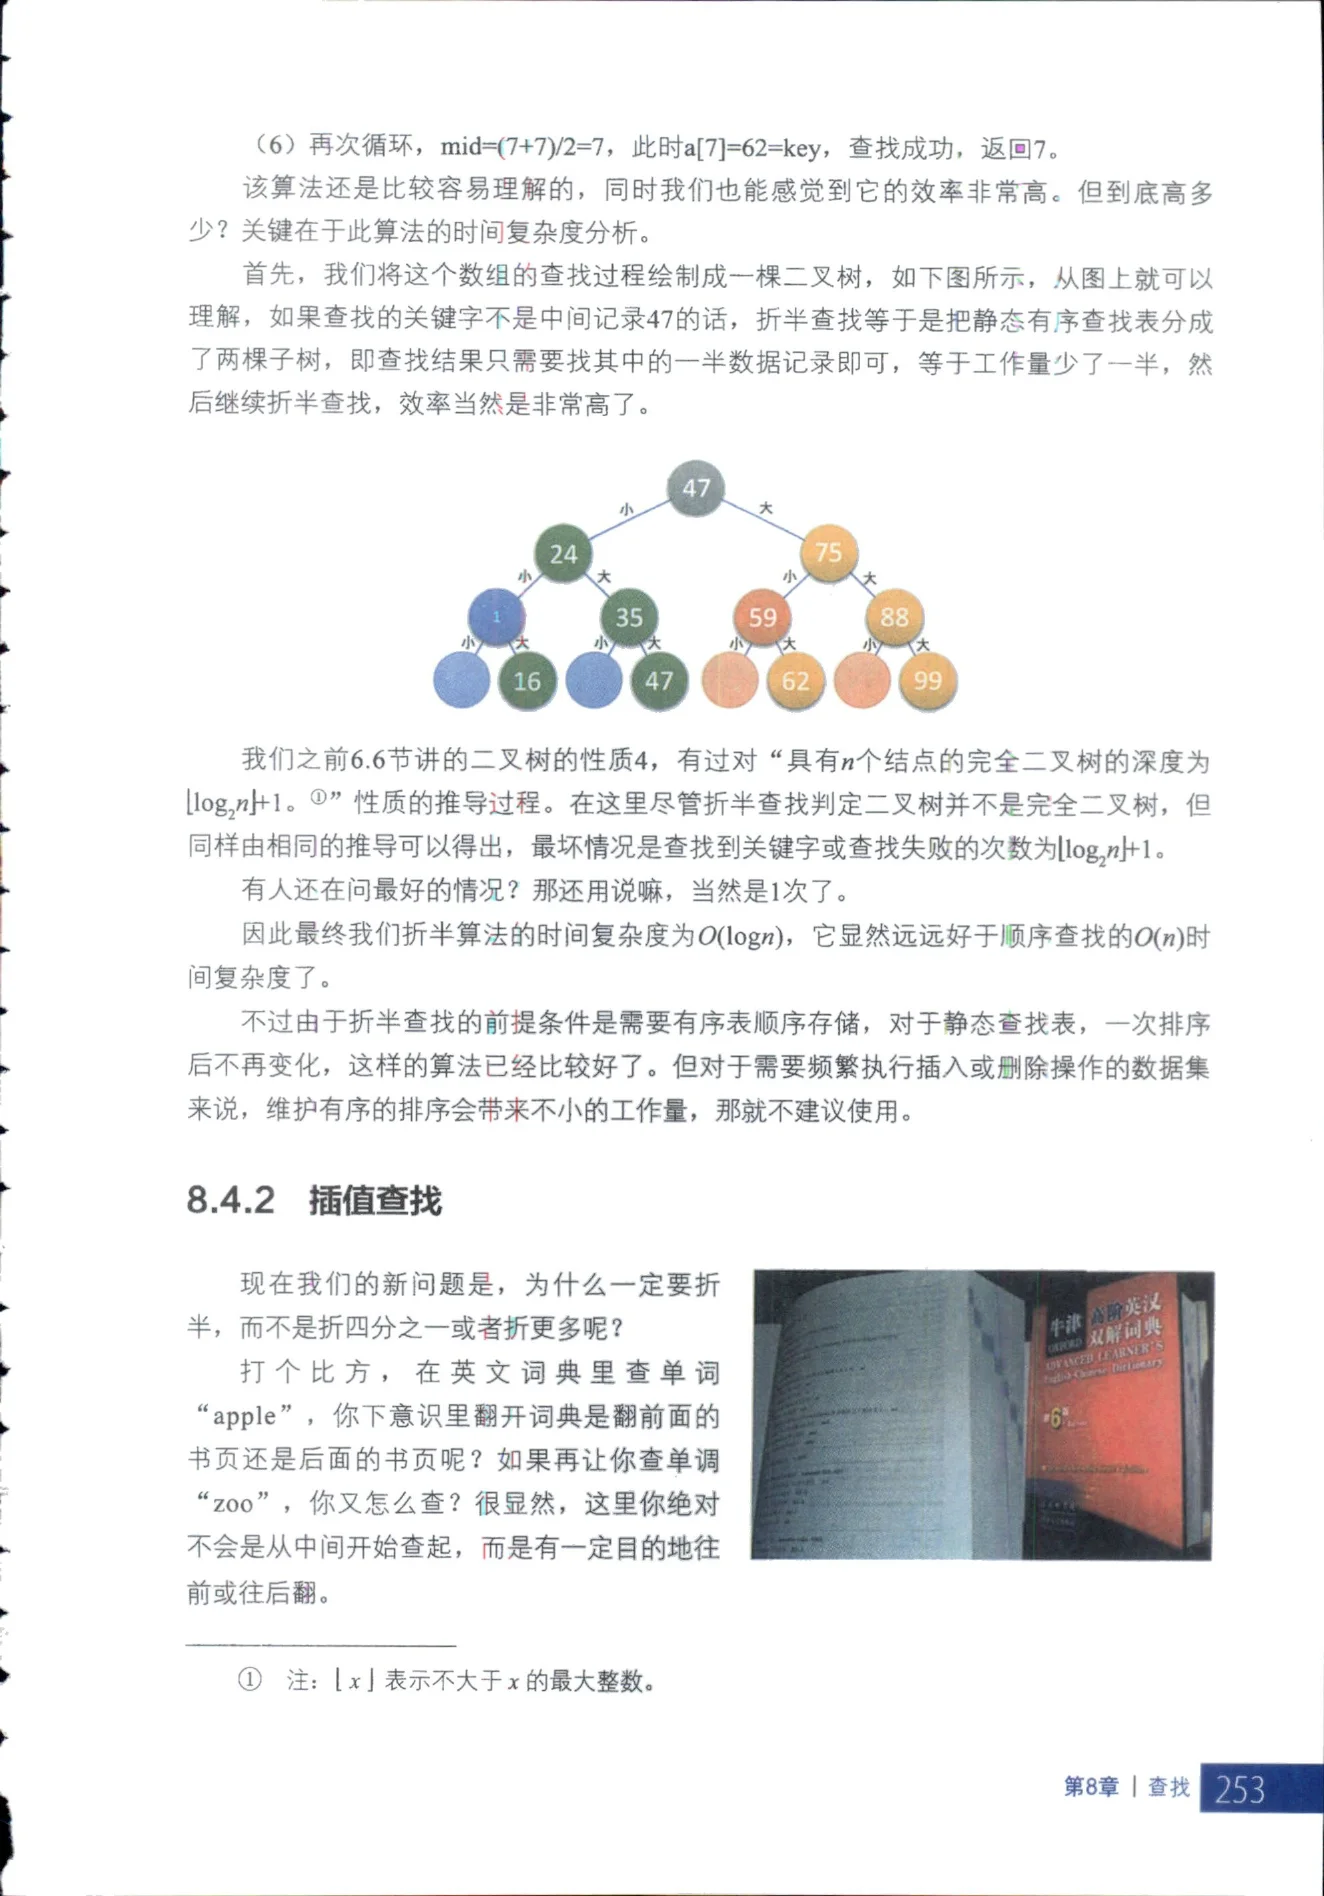 （6）再次循环，mid=(7+7)/2=7，此时a[7]=62=key，查找成功，返回7。
该算法还是比较容易理解的，同时我们也能感觉到它的效率非常高。但到底高多
少？关键在于此算法的时间复杂度分析。
首先，我们将这个数组的查找过程绘制成一棵二叉树，如下图所示，从图上就可以
理解，如果查找的关键字不是中间记录47的话，折半查找等于是把静态有序查找表分成
了两棵子树，即查找结果只需要找其中的一半数据记录即可，等于工作量少了一半，然
后继续折半查找，效率当然是非常高了。
47
小 大
24 75
小 大 小 大
1 35 59 88
小 大 小 大 小 大 小 大
16 47 62 99
我们之前6.6节讲的二叉树的性质4，有过对“具有n个结点的完全二叉树的深度为
⌊log₂n⌋+1。①”性质的推导过程。在这里尽管折半查找判定二叉树并不是完全二叉树，但
同样由相同的推导可以得出，最坏情况是查找到关键字或查找失败的次数为⌊log₂n⌋+1。
有人还在问最好的情况？那还用说嘛，当然是1次了。
因此最终我们折半算法的时间复杂度为O(logn)，它显然远远好于顺序查找的O(n)时
间复杂度了。
不过由于折半查找的前提条件是需要有序表顺序存储，对于静态查找表，一次排序
后不再变化，这样的算法已经比较好了。但对于需要频繁执行插入或删除操作的数据集
来说，维护有序的排序会带来不小的工作量，那就不建议使用。
8.4.2 插值查找
现在我们的新问题是，为什么一定要折
半，而不是折四分之一或者折更多呢？
打个比方，在英文词典里查单词
“apple”，你下意识里翻开词典是翻前面的
书页还是后面的书页呢？如果再让你查单调
“zoo”，你又怎么查？很显然，这里你绝对
不会是从中间开始查起，而是有一定目的地往
前或往后翻。
牛津 高阶英汉
OXFORD 双解词典
ADVANCED LEARNER'S
English-Chinese Dictionary
第6版
① 注：⌊x⌋表示不大于x的最大整数。
第8章 | 查找 253